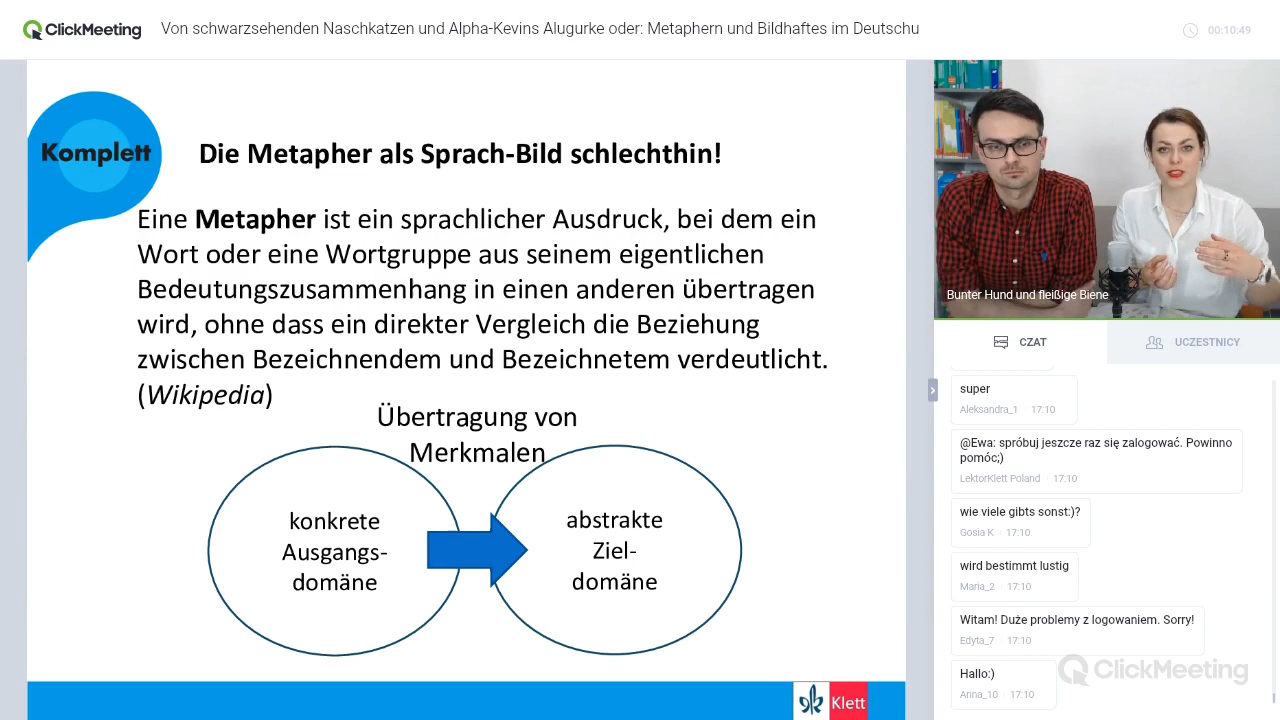 ClickMeeting
Von schwarzsehenden Naschkatzen und Alpha-Kevins Alugurke oder: Metaphern und Bildhaftes im Deutschu
00:10:49
Komplett
Die Metapher als Sprach-Bild schlechthin!
Eine Metapher ist ein sprachlicher Ausdruck, bei dem ein
Wort oder eine Wortgruppe aus seinem eigentlichen
Bedeutungszusammenhang in einen anderen übertragen
wird, ohne dass ein direkter Vergleich die Beziehung
zwischen Bezeichnendem und Bezeichnetem verdeutlicht.
(Wikipedia)
Übertragung von
Merkmalen
konkrete
Ausgangs-
domäne
abstrakte
Ziel-
domäne
Klett
Bunter Hund und fleißige Biene
CZAT
UCZESTNICY
super
Aleksandra_1 · 17:10
@Ewa: spróbuj jeszcze raz się zalogować. Powinno
pomóc;)
LektorKlett Poland · 17:10
wie viele gibts sonst:)?
Gosia K · 17:10
wird bestimmt lustig
Maria_2 · 17:10
Witam! Duże problemy z logowaniem. Sorry!
Edyta_7 · 17:10
Hallo:)
Anna_10 · 17:10
ClickMeeting